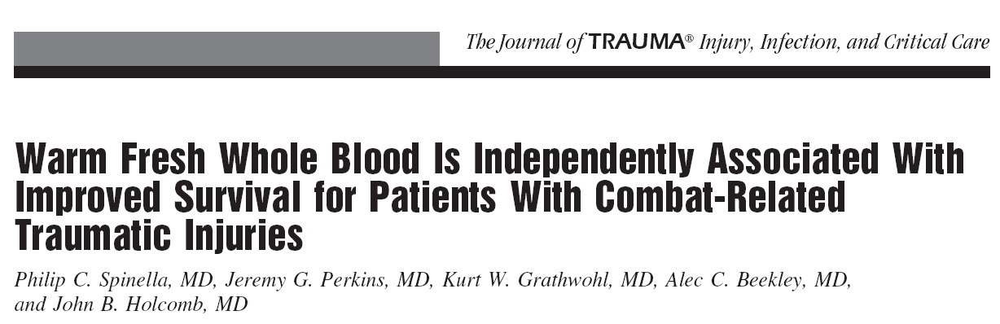 The Journal of TRAUMA® Injury, Infection, and Critical Care
Warm Fresh Whole Blood Is Independently Associated With
Improved Survival for Patients With Combat-Related
Traumatic Injuries
Philip C. Spinella, MD, Jeremy G. Perkins, MD, Kurt W. Grathwohl, MD, Alec C. Beekley, MD,
and John B. Holcomb, MD